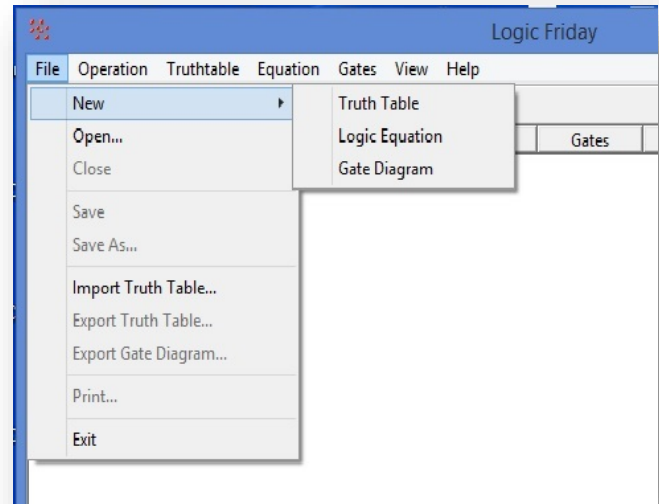 Logic Friday
File Operation Truthtable Equation Gates View Help
New
Truth Table
Logic Equation
Gate Diagram
Gates
Open...
Close
Save
Save As...
Import Truth Table...
Export Truth Table...
Export Gate Diagram...
Print...
Exit